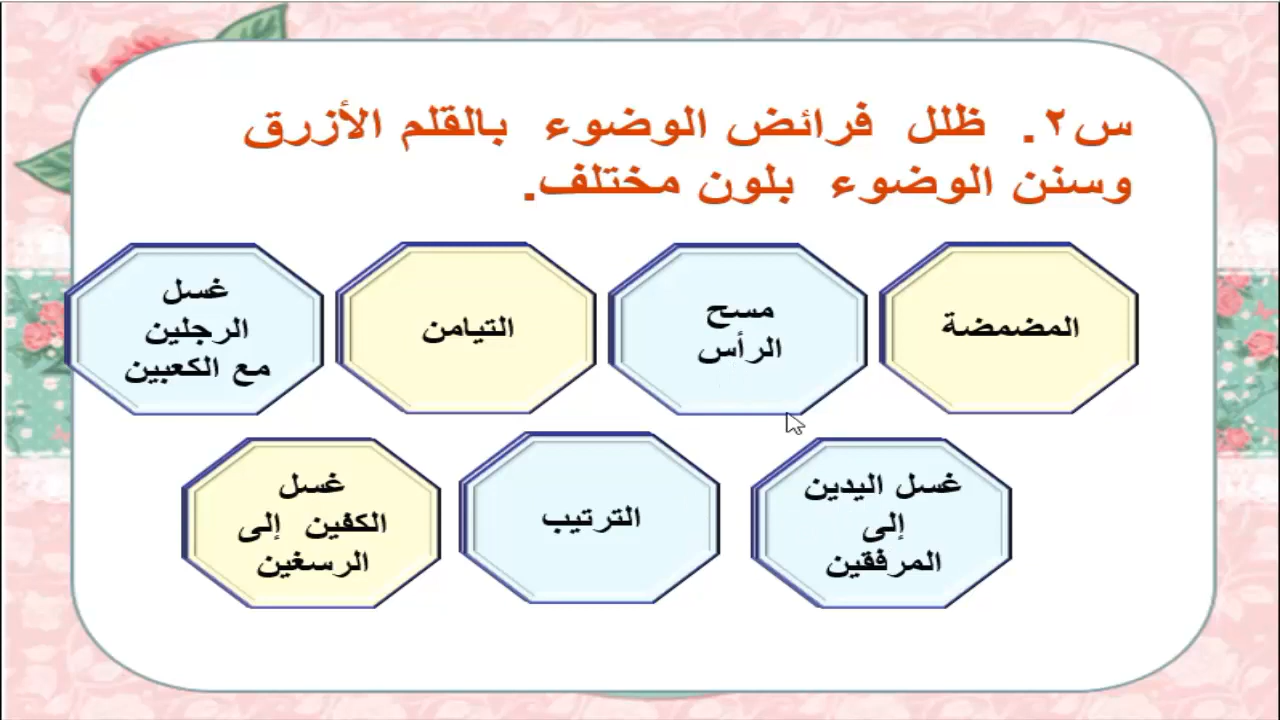 س٢. ظلل فرائض الوضوء بالقلم الأزرق
وسنن الوضوء بلون مختلف.
المضمضة
مسح
الرأس
التيامن
غسل
الرجلين
مع الكعبين
غسل اليدين
إلى
المرفقين
الترتيب
غسل
الكفين إلى
الرسغين